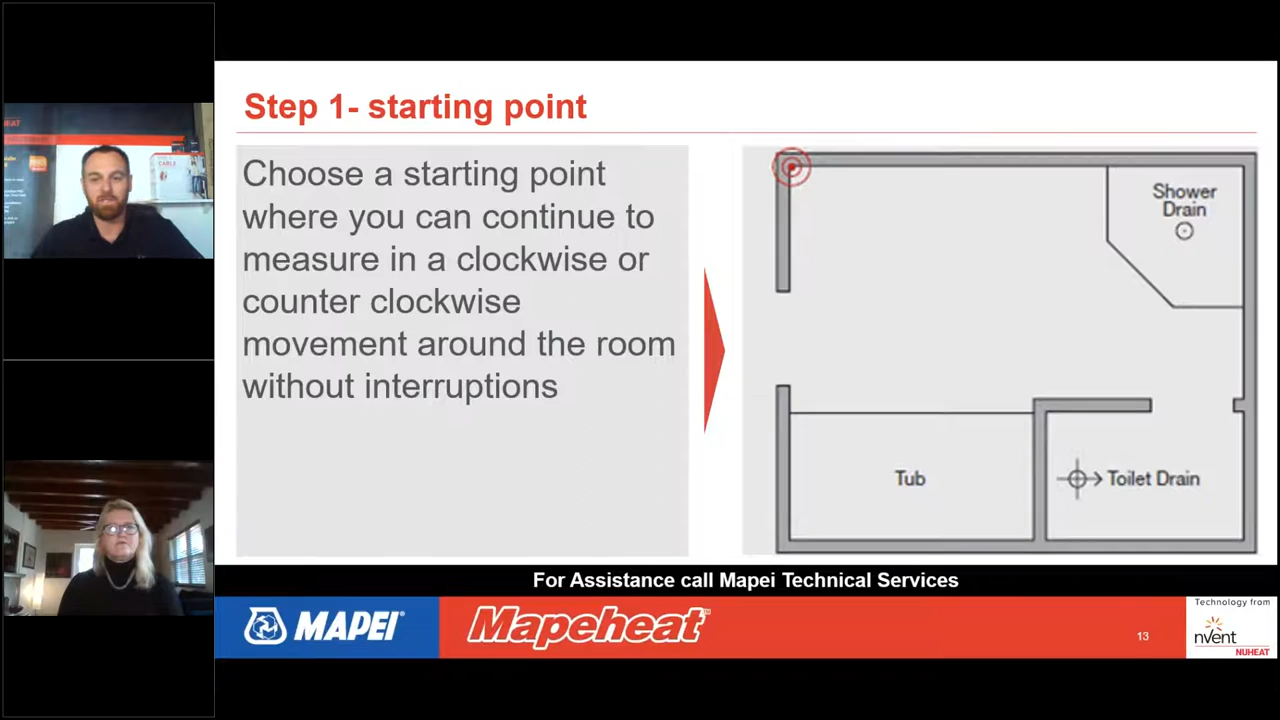 Step 1- starting point
Choose a starting point
where you can continue to
measure in a clockwise or
counter clockwise
movement around the room
without interruptions
Shower
Drain
Tub
Toilet Drain
For Assistance call Mapei Technical Services
MAPEI®
Mapeheat™
13
Technology from
nVent
NUHEAT
CABLE